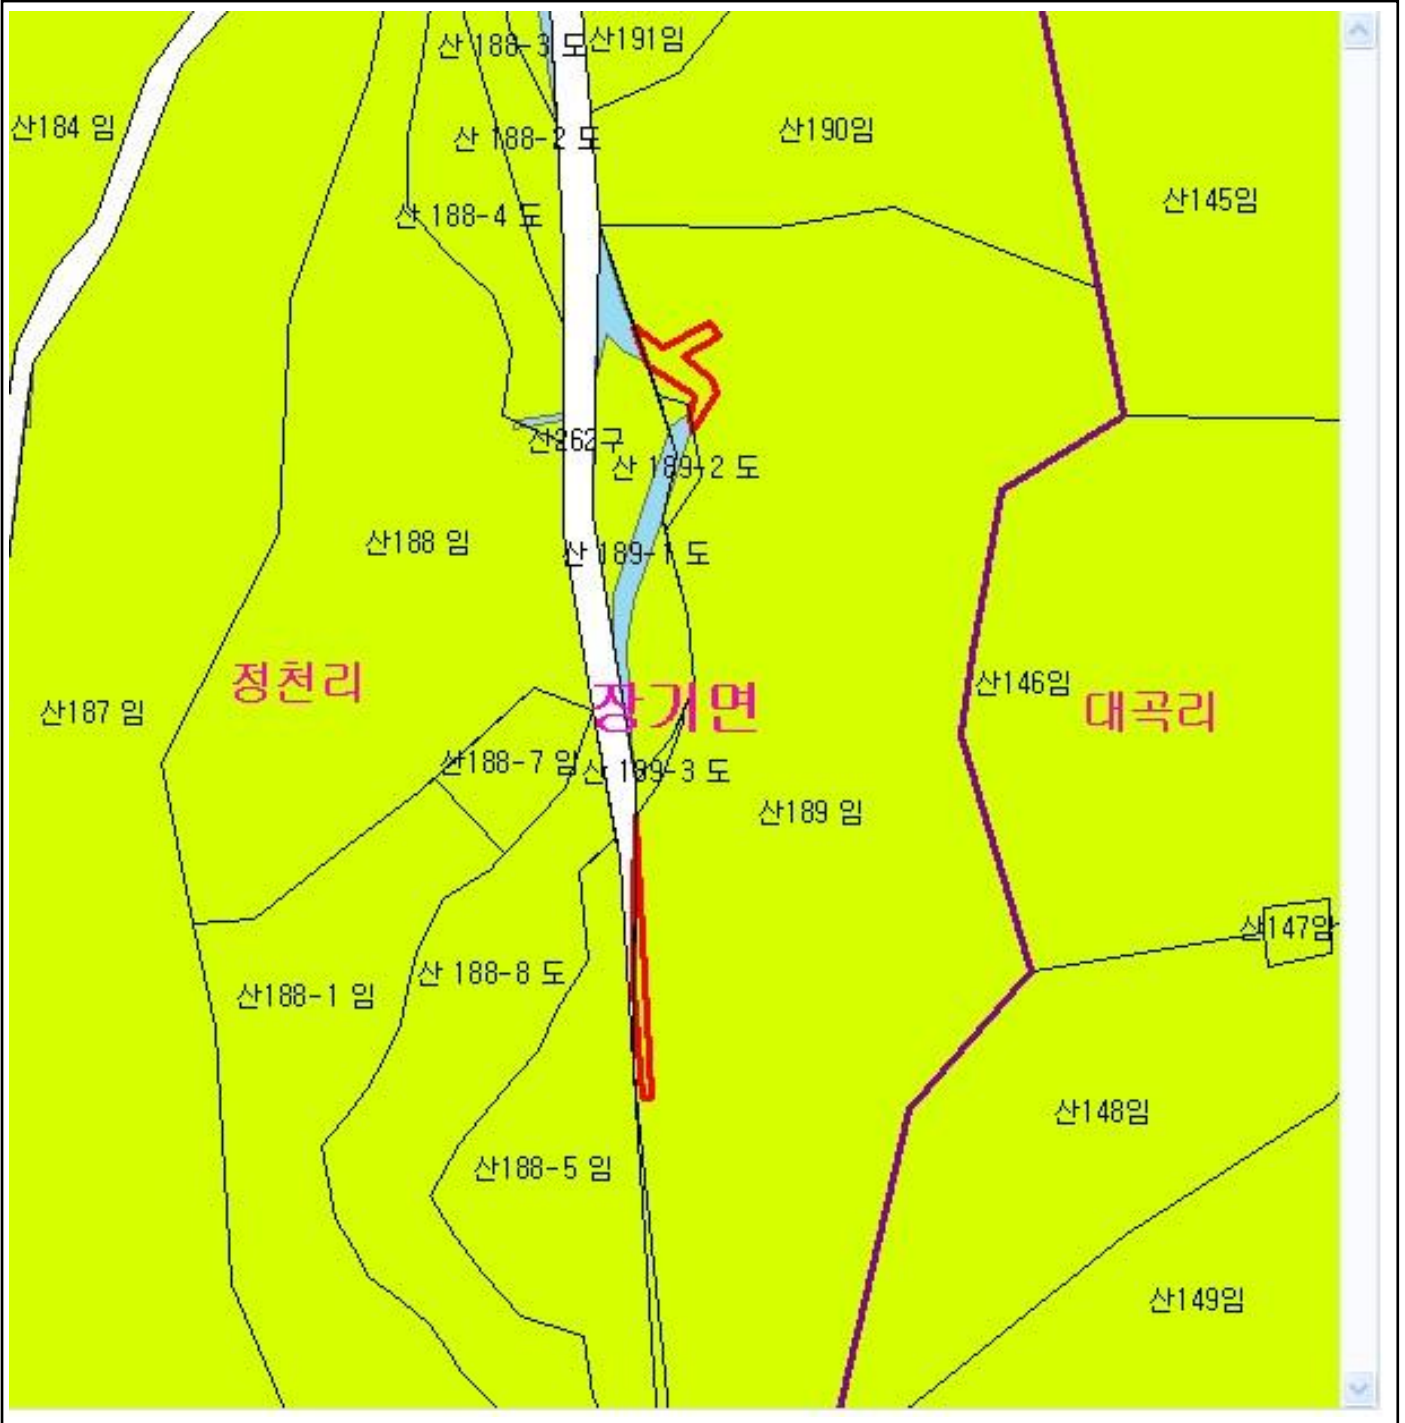 산 188-3 도
산191임
산184 임
산190임
산 188-2 도
산145임
산 188-4 도
산262구
산 189-2 도
산188 임
산 189-1 도
정천리
산146임
장기면
대곡리
산187 임
산188-7 임
산 189-3 도
산189 임
산147임
산 188-8 도
산188-1 임
산148임
산188-5 임
산149임